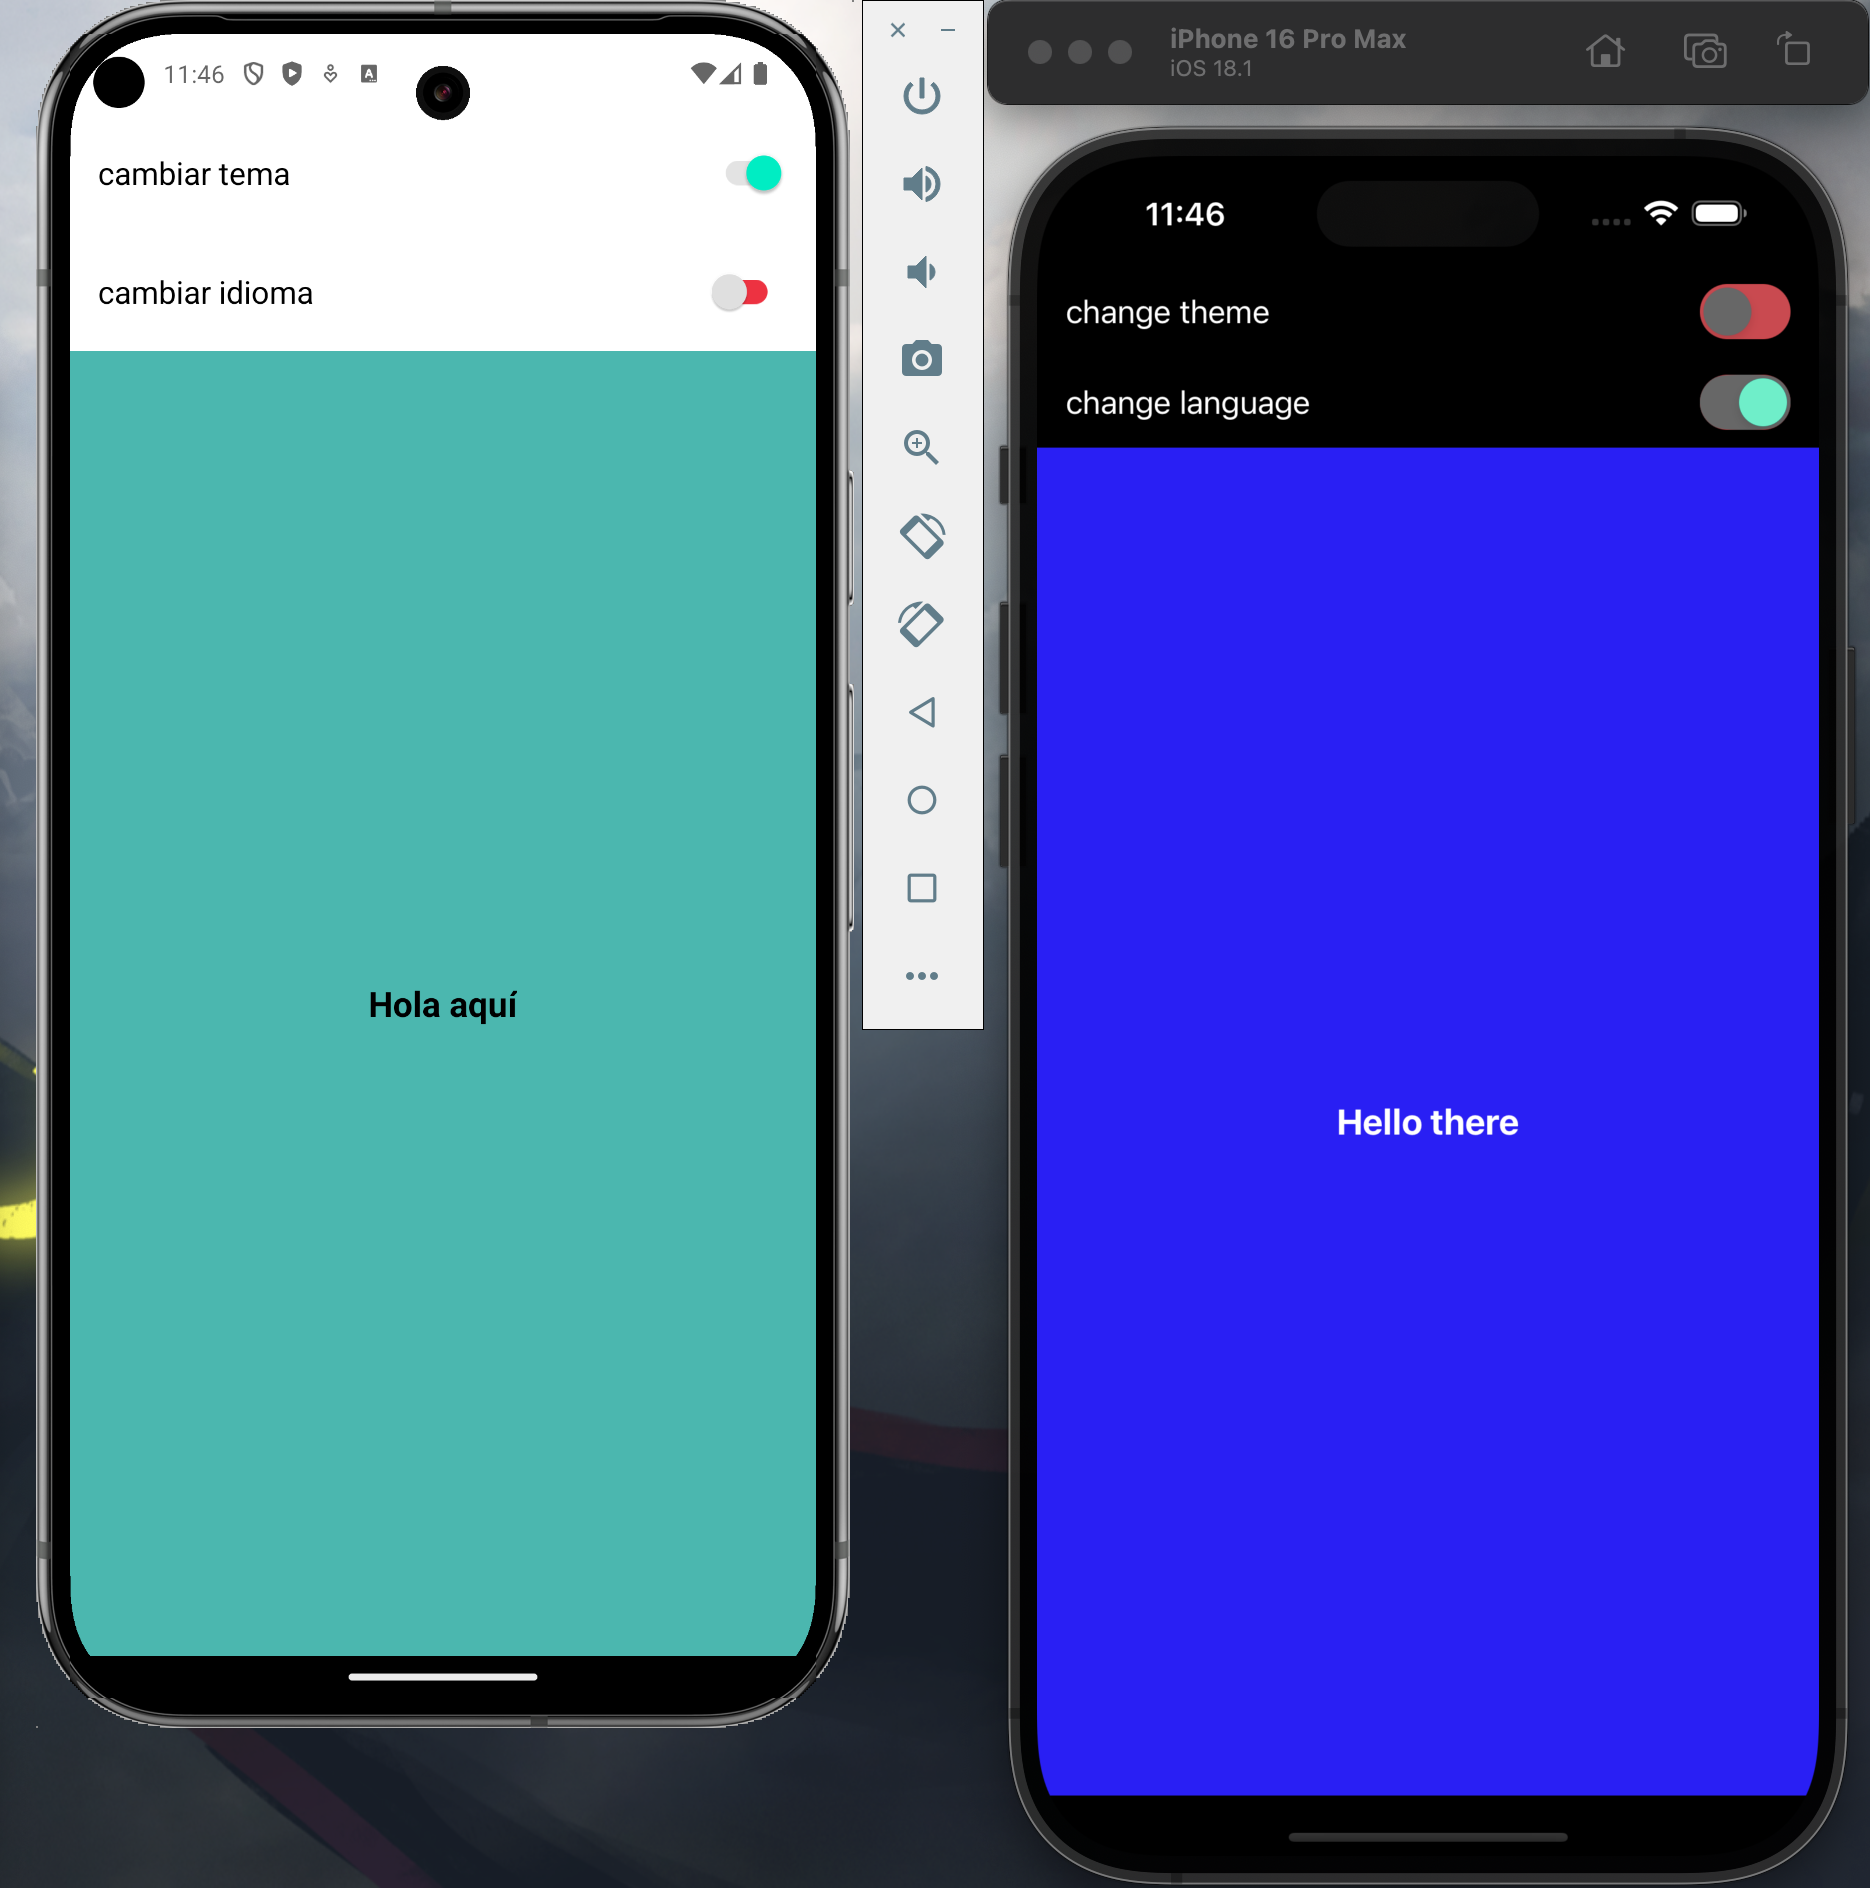 11:46
cambiar tema
cambiar idioma
Hola aquí
iPhone 16 Pro Max
iOS 18.1
11:46
change theme
change language
Hello there